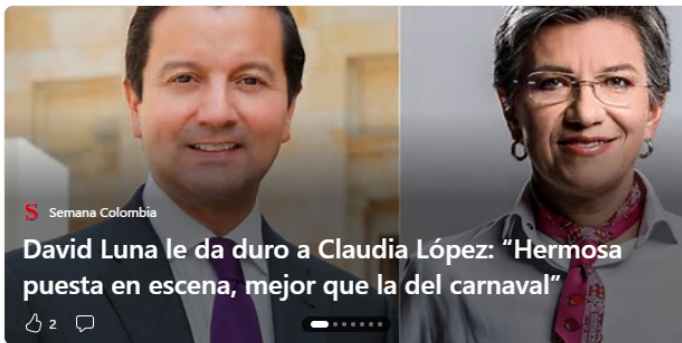 S Semana Colombia
David Luna le da duro a Claudia López: “Hermosa
puesta en escena, mejor que la del carnaval”
2